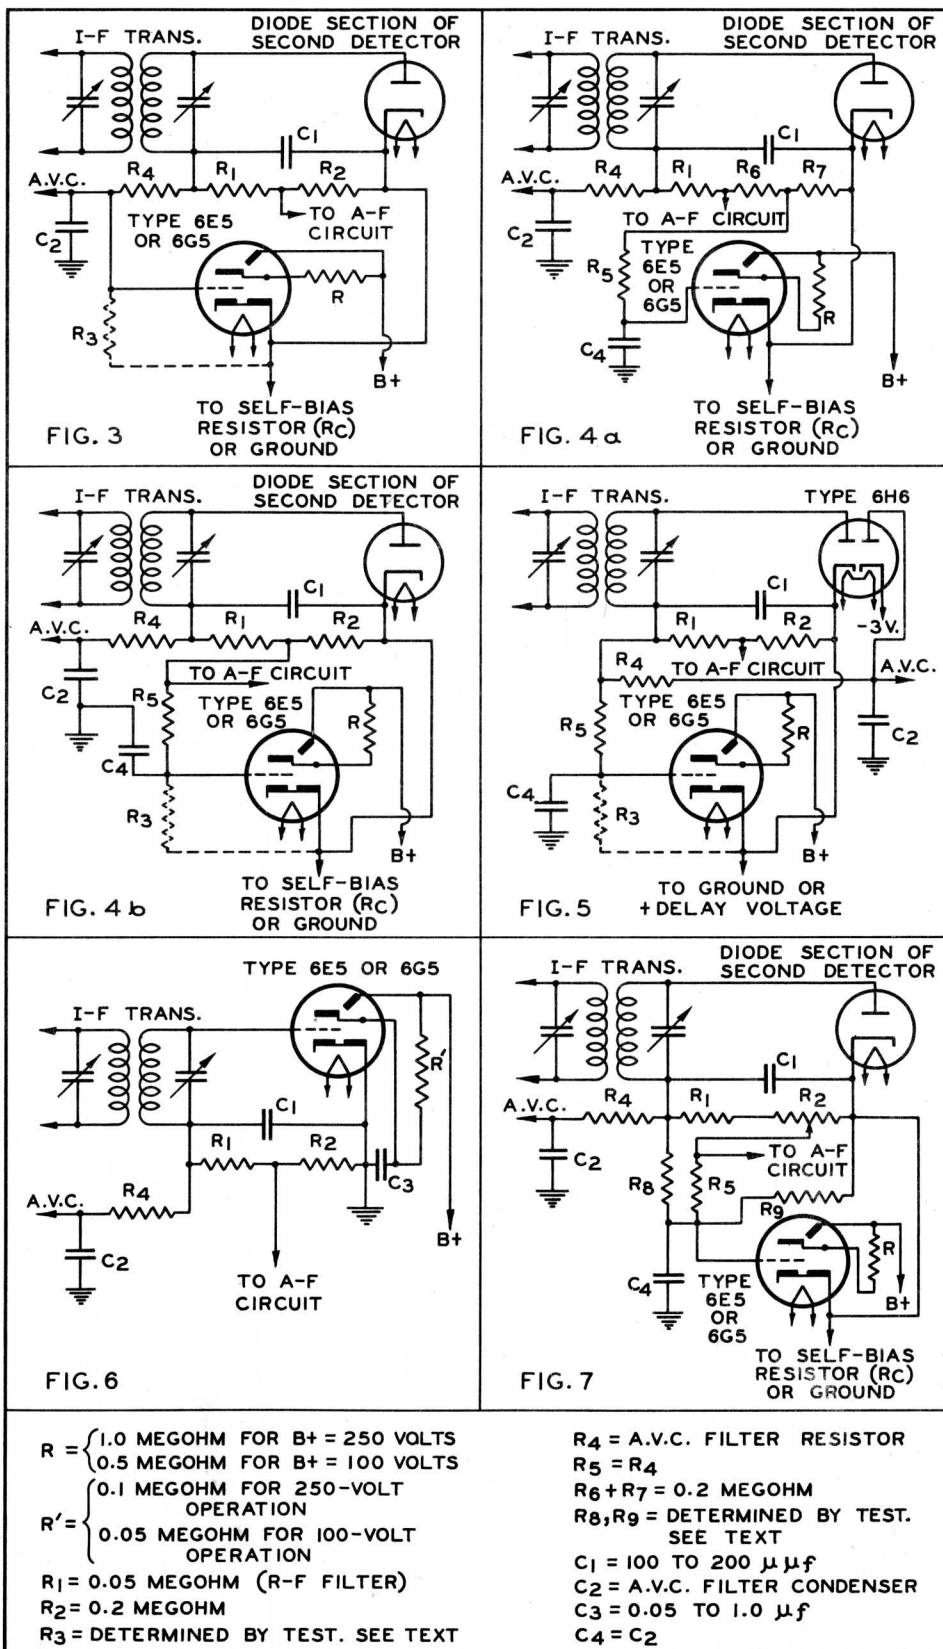 I-F TRANS.
DIODE SECTION OF
SECOND DETECTOR
C1
A.V.C.
R4
R1
R2
C2
TYPE 6E5
OR 6G5
TO A-F
CIRCUIT
R
R3
B+
TO SELF-BIAS
RESISTOR (RC)
OR GROUND
FIG. 3
I-F TRANS.
DIODE SECTION OF
SECOND DETECTOR
C1
A.V.C.
R4
R1
R6
R7
TO A-F CIRCUIT
C2
R5
TYPE
6E5
OR
6G5
R
C4
B+
TO SELF-BIAS
RESISTOR (RC)
OR GROUND
FIG. 4a
I-F TRANS.
DIODE SECTION OF
SECOND DETECTOR
C1
A.V.C.
R4
R1
R2
TO A-F CIRCUIT
C2
R5
TYPE 6E5
OR 6G5
R
C4
R3
B+
TO SELF-BIAS
RESISTOR (RC)
OR GROUND
FIG. 4b
I-F TRANS.
TYPE 6H6
C1
-3V.
R1
R2
R4
TO A-F CIRCUIT
A.V.C.
TYPE 6E5
OR 6G5
R5
R
C2
C4
R3
B+
TO GROUND OR
+DELAY VOLTAGE
FIG. 5
TYPE 6E5 OR 6G5
I-F TRANS.
R'
C1
R1
R2
C3
A.V.C.
R4
B+
C2
TO A-F
CIRCUIT
FIG. 6
I-F TRANS.
DIODE SECTION OF
SECOND DETECTOR
C1
A.V.C.
R4
R1
R2
C2
TO A-F
CIRCUIT
R8
R5
R9
R
C4
TYPE
6E5
OR
6G5
B+
TO SELF-BIAS
RESISTOR (RC)
OR GROUND
FIG. 7
R = { 1.0 MEGOHM FOR B+ = 250 VOLTS
0.5 MEGOHM FOR B+ = 100 VOLTS
R' = { 0.1 MEGOHM FOR 250-VOLT
OPERATION
0.05 MEGOHM FOR 100-VOLT
OPERATION
R1 = 0.05 MEGOHM (R-F FILTER)
R2 = 0.2 MEGOHM
R3 = DETERMINED BY TEST. SEE TEXT
R4 = A.V.C. FILTER RESISTOR
R5 = R4
R6 + R7 = 0.2 MEGOHM
R8, R9 = DETERMINED BY TEST.
SEE TEXT
C1 = 100 TO 200 μμf
C2 = A.V.C. FILTER CONDENSER
C3 = 0.05 TO 1.0 μf
C4 = C2